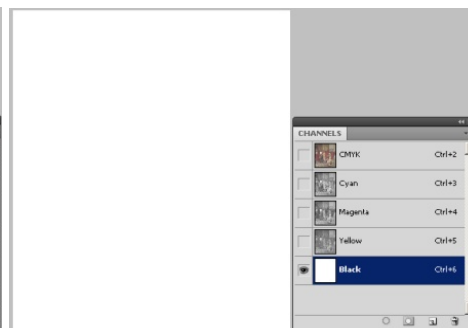 CHANNELS
CMYK Ctrl+2
Cyan Ctrl+3
Magenta Ctrl+4
Yellow Ctrl+5
Black Ctrl+6